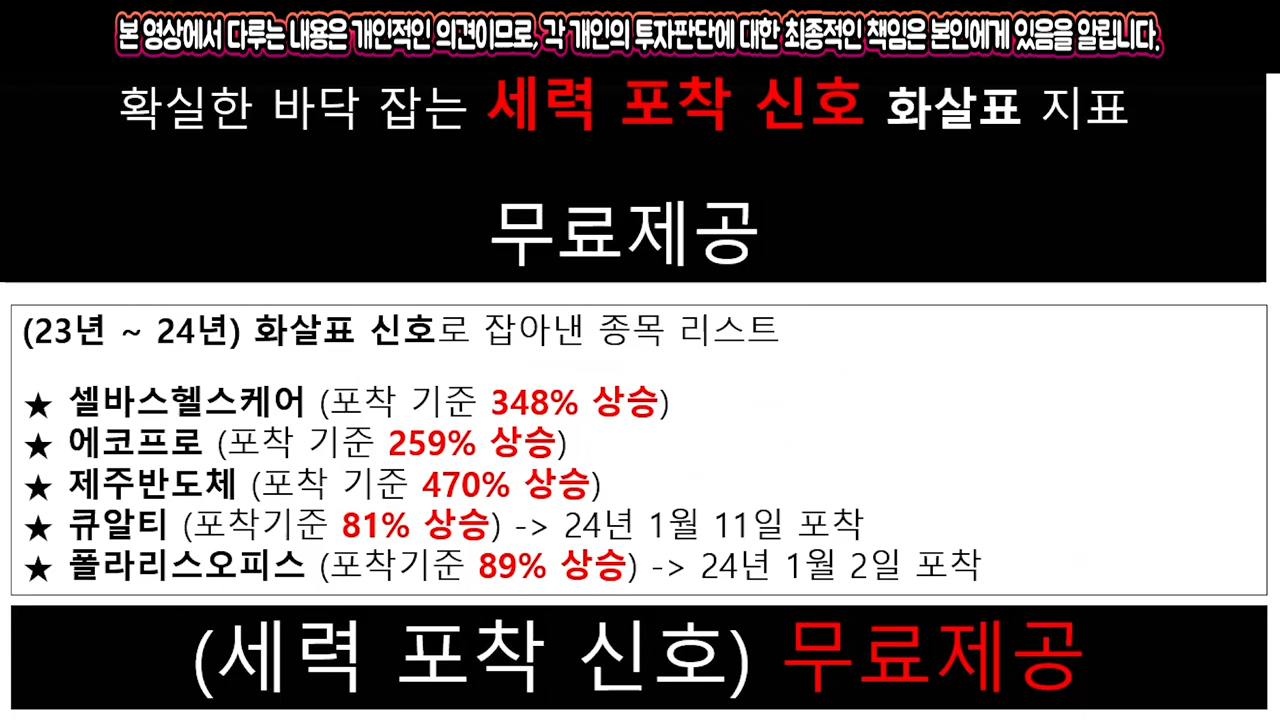 본 영상에서 다루는 내용은 개인적인 의견이므로, 각 개인의 투자판단에 대한 최종적인 책임은 본인에게 있음을 알립니다.
확실한 바닥 잡는 세력 포착 신호 화살표 지표
무료제공
(23년 ~ 24년) 화살표 신호로 잡아낸 종목 리스트
★ 셀바스헬스케어 (포착 기준 348% 상승)
★ 에코프로 (포착 기준 259% 상승)
★ 제주반도체 (포착 기준 470% 상승)
★ 큐알티 (포착기준 81% 상승) -> 24년 1월 11일 포착
★ 폴라리스오피스 (포착기준 89% 상승) -> 24년 1월 2일 포착
(세력 포착 신호) 무료제공